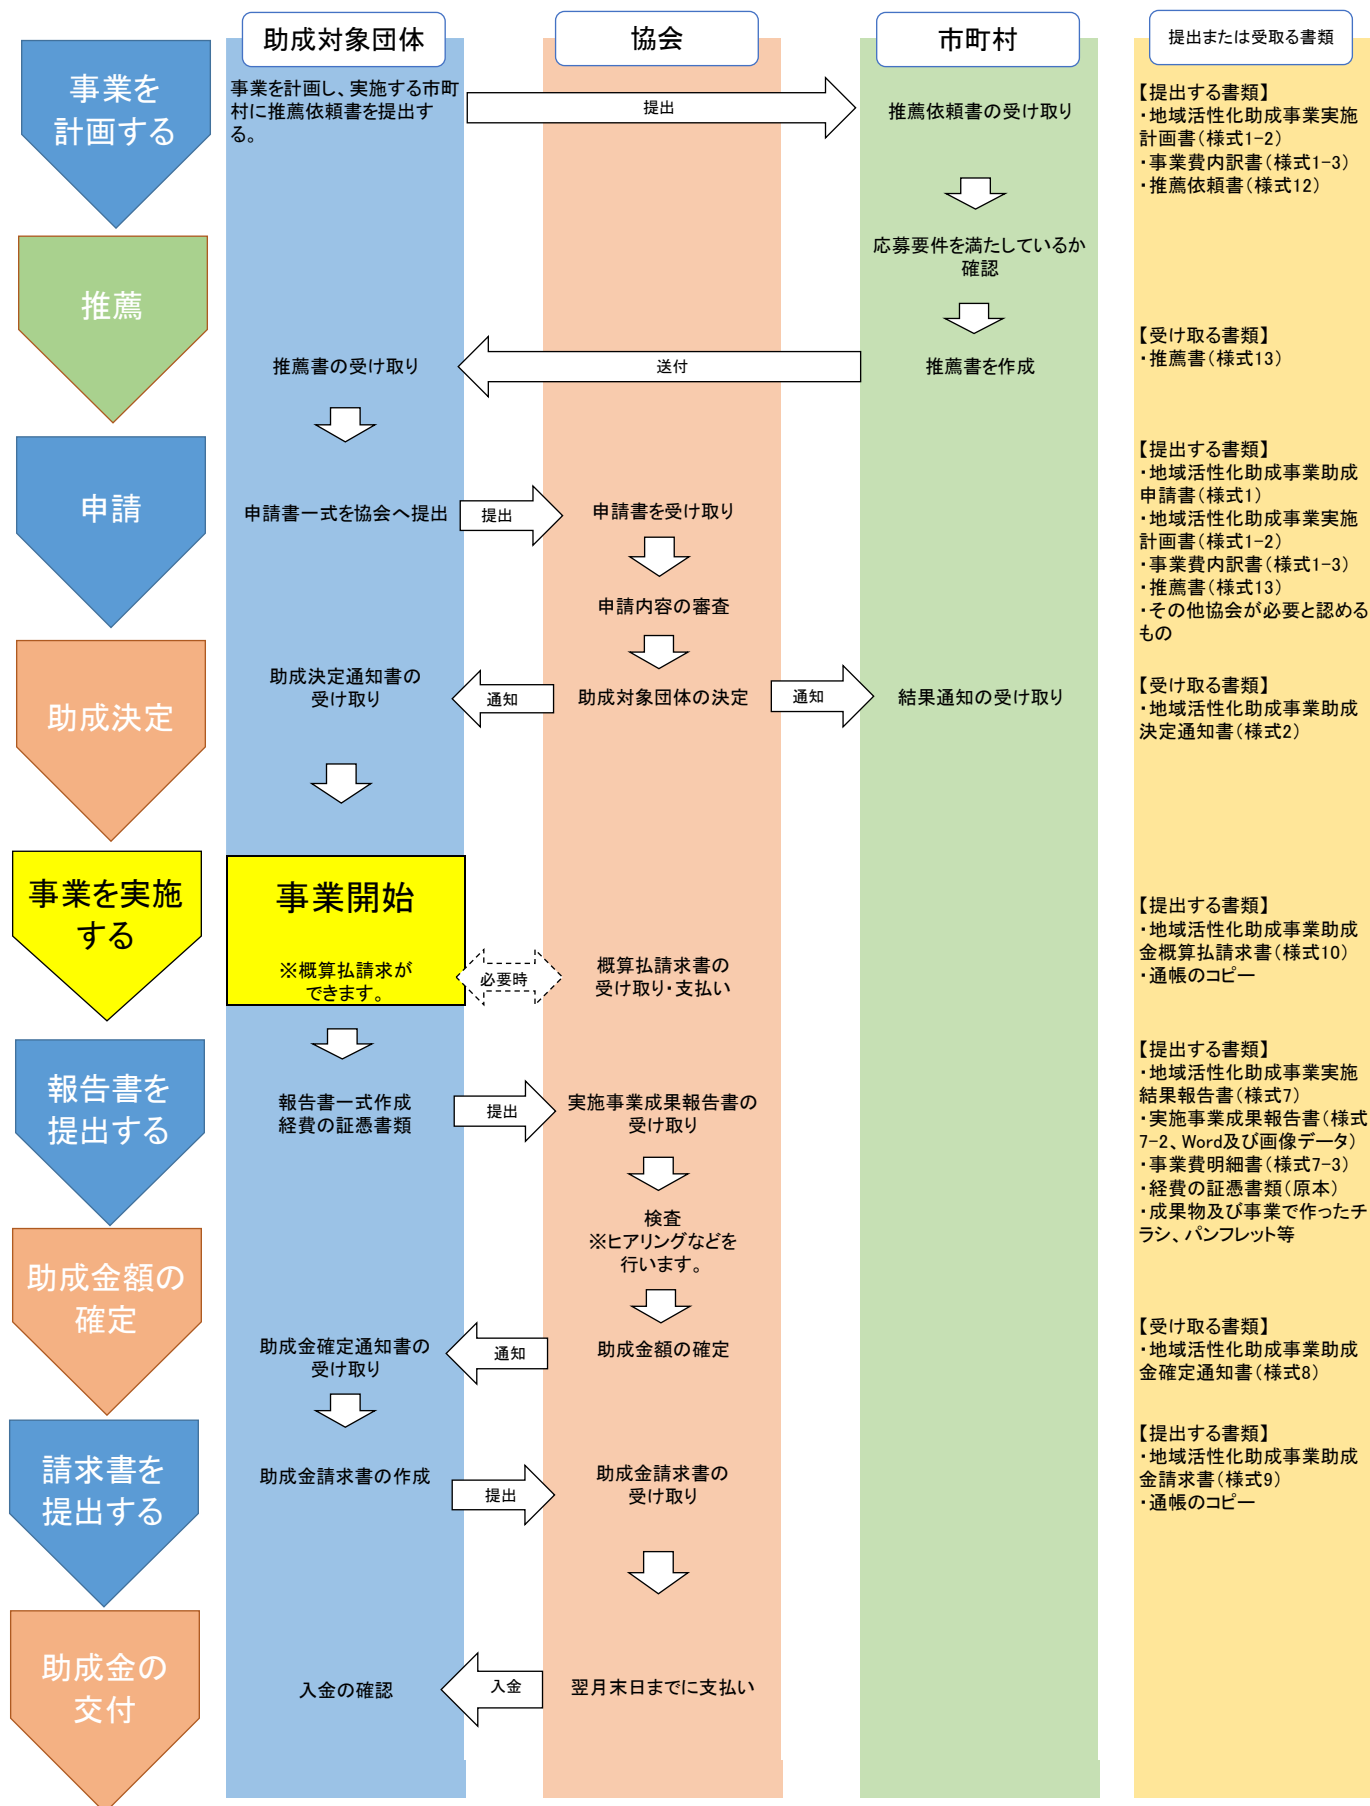 助成対象団体
協会
市町村
提出または受取る書類
事業を
計画する
事業を計画し、実施する市町
村に推薦依頼書を提出す
る。
提出
推薦依頼書の受け取り
【提出する書類】
・地域活性化助成事業実施
計画書(様式1-2)
・事業費内訳書(様式1-3)
・推薦依頼書(様式12)
推薦
応募要件を満たしているか
確認
推薦書の受け取り
送付
推薦書を作成
【受け取る書類】
・推薦書(様式13)
申請
申請書一式を協会へ提出
提出
申請書を受け取り
申請内容の審査
【提出する書類】
・地域活性化助成事業助成
申請書(様式1)
・地域活性化助成事業実施
計画書(様式1-2)
・事業費内訳書(様式1-3)
・推薦書(様式13)
・その他協会が必要と認める
もの
助成決定
助成決定通知書の
受け取り
通知
助成対象団体の決定
通知
結果通知の受け取り
【受け取る書類】
・地域活性化助成事業助成
決定通知書(様式2)
事業を実施
する
事業開始
※概算払請求が
できます。
必要時
概算払請求書の
受け取り・支払い
【提出する書類】
・地域活性化助成事業助成
金概算払請求書(様式10)
・通帳のコピー
報告書を
提出する
報告書一式作成
経費の証憑書類
提出
実施事業成果報告書の
受け取り
検査
※ヒアリングなどを
行います。
【提出する書類】
・地域活性化助成事業実施
結果報告書(様式7)
・実施事業成果報告書(様式
7-2、Word及び画像データ)
・事業費明細書(様式7-3)
・経費の証憑書類(原本)
・成果物及び事業で作ったチ
ラシ、パンフレット等
助成金額の
確定
助成金確定通知書の
受け取り
通知
助成金額の確定
【受け取る書類】
・地域活性化助成事業助成
金確定通知書(様式8)
請求書を
提出する
助成金請求書の作成
提出
助成金請求書の
受け取り
【提出する書類】
・地域活性化助成事業助成
金請求書(様式9)
・通帳のコピー
助成金の
交付
入金の確認
入金
翌月末日までに支払い